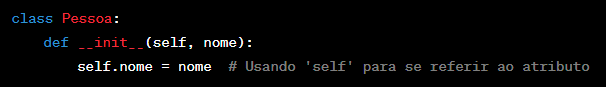 class Pessoa:
    def __init__(self, nome):
        self.nome = nome  # Usando 'self' para se referir ao atributo